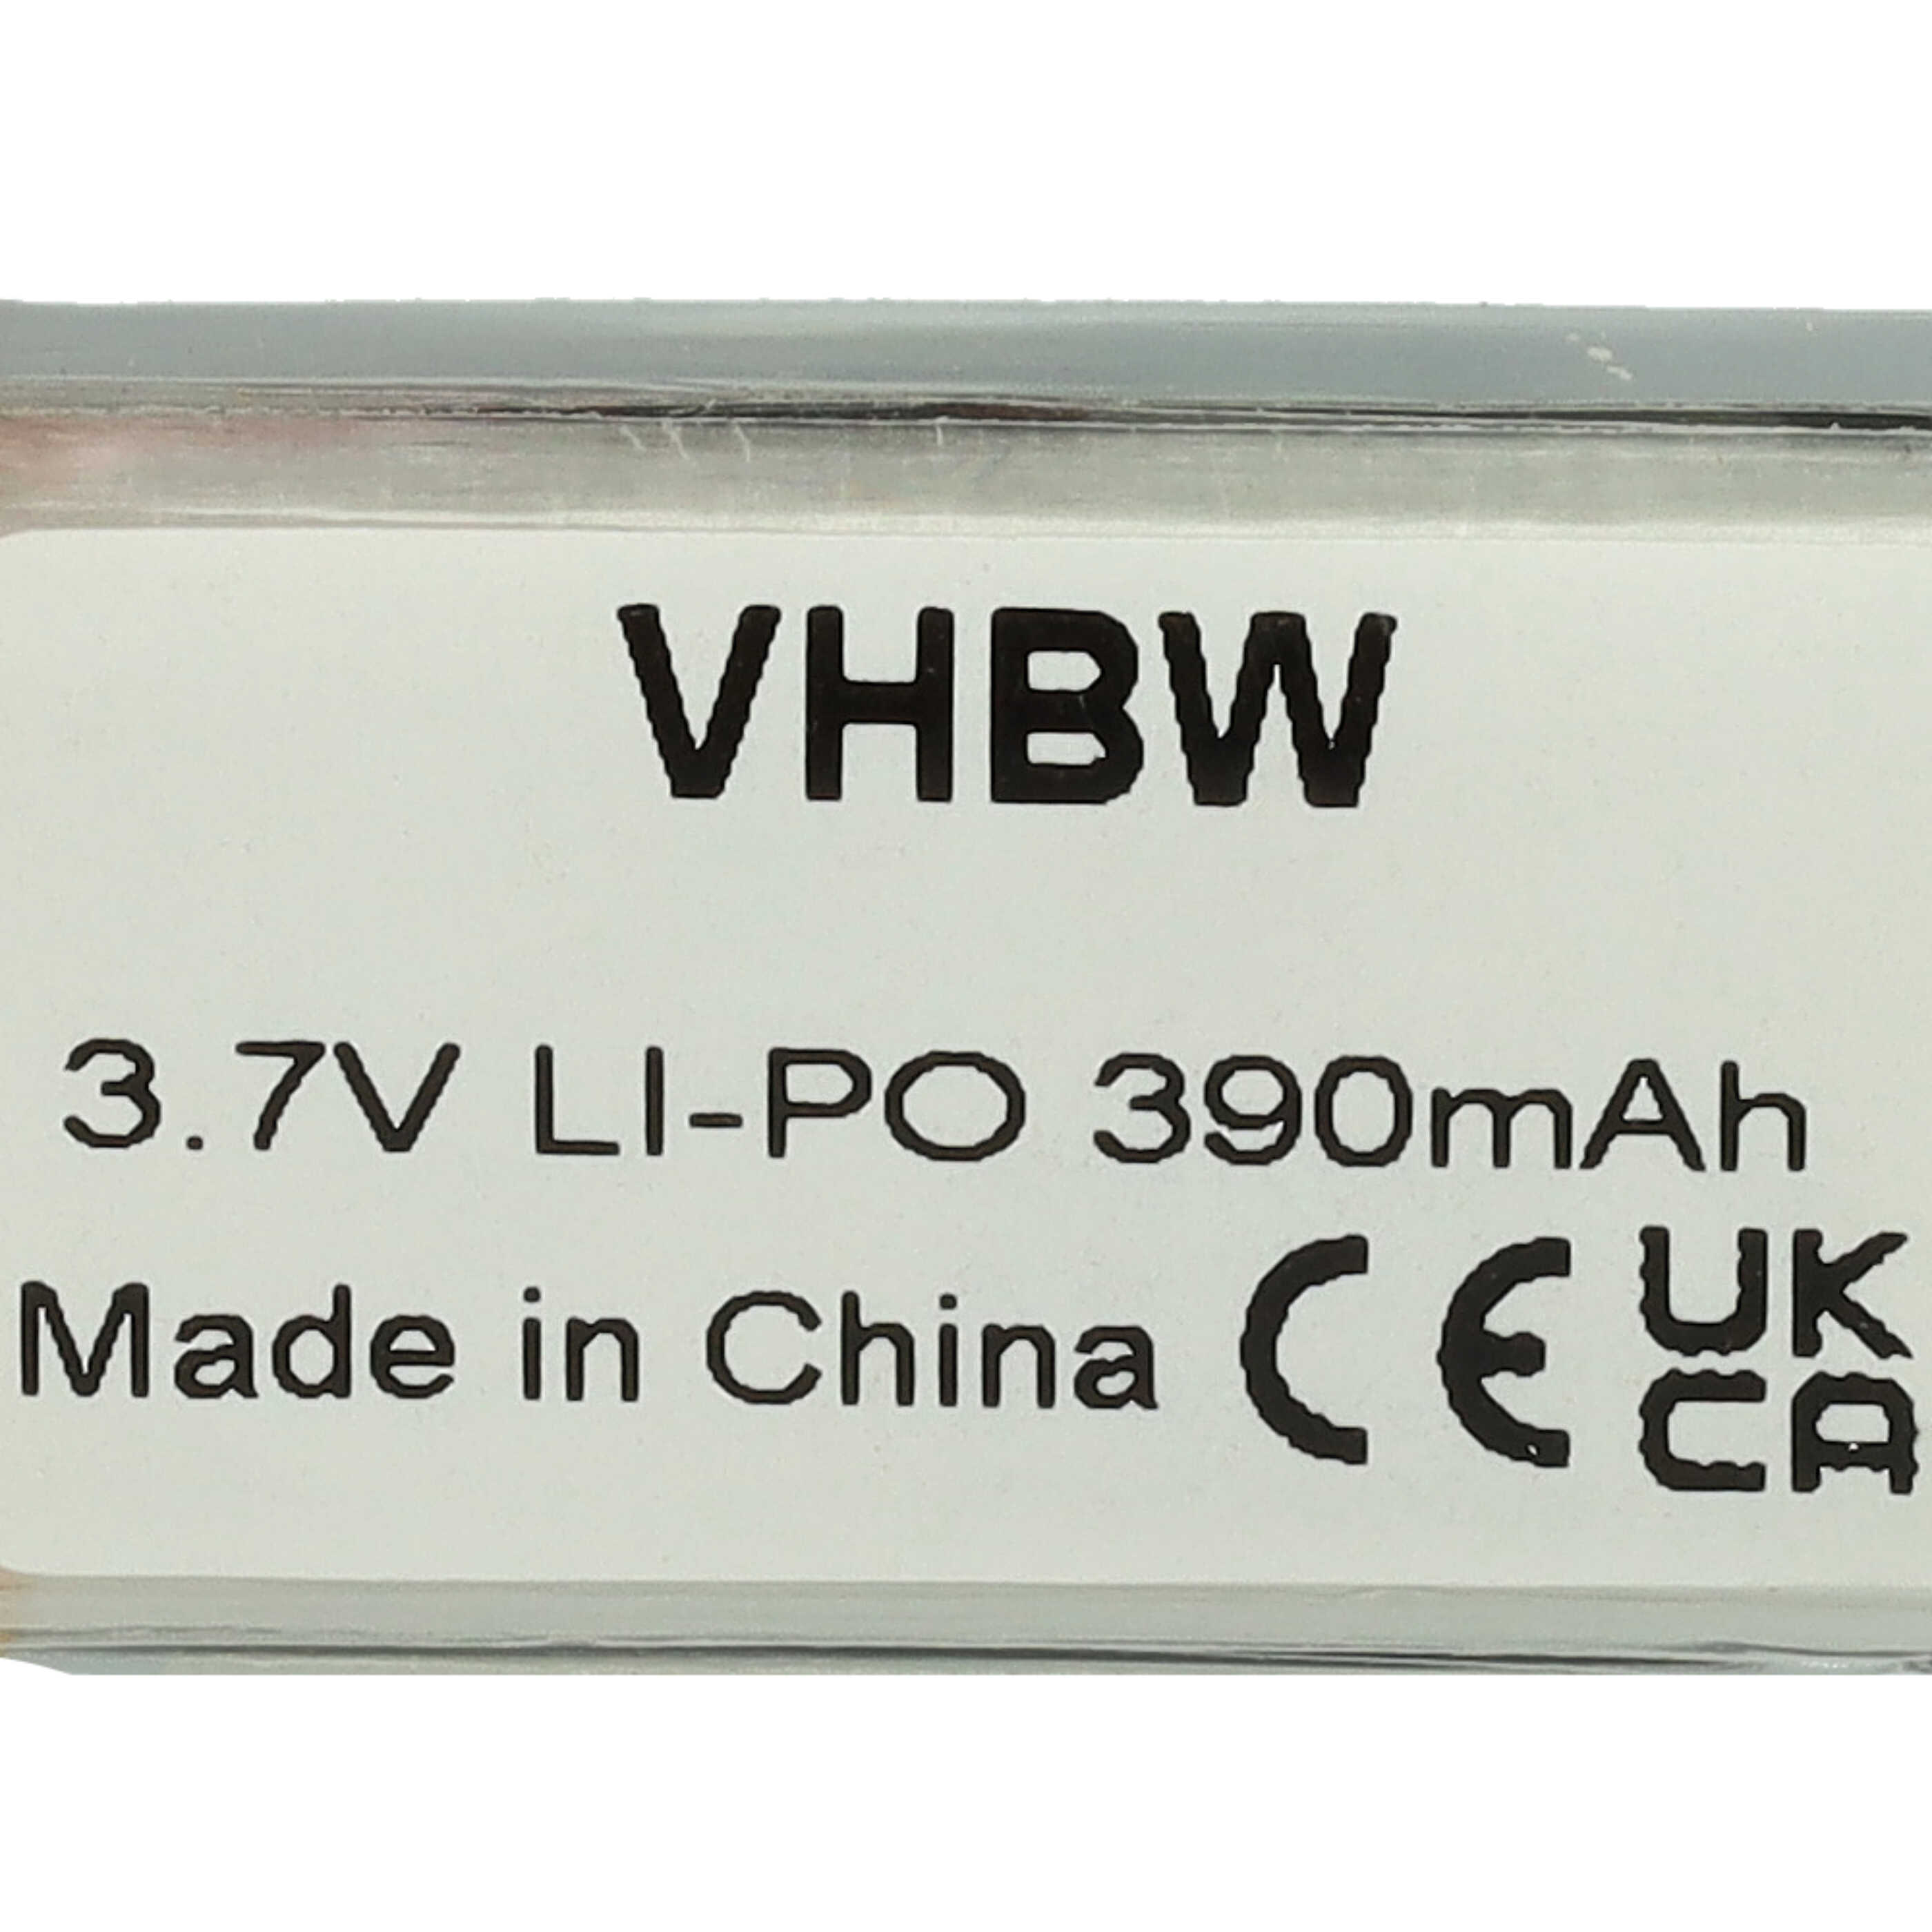 VHBW
3.7V LI-PO 390mAh
Made in China CE UK
CA